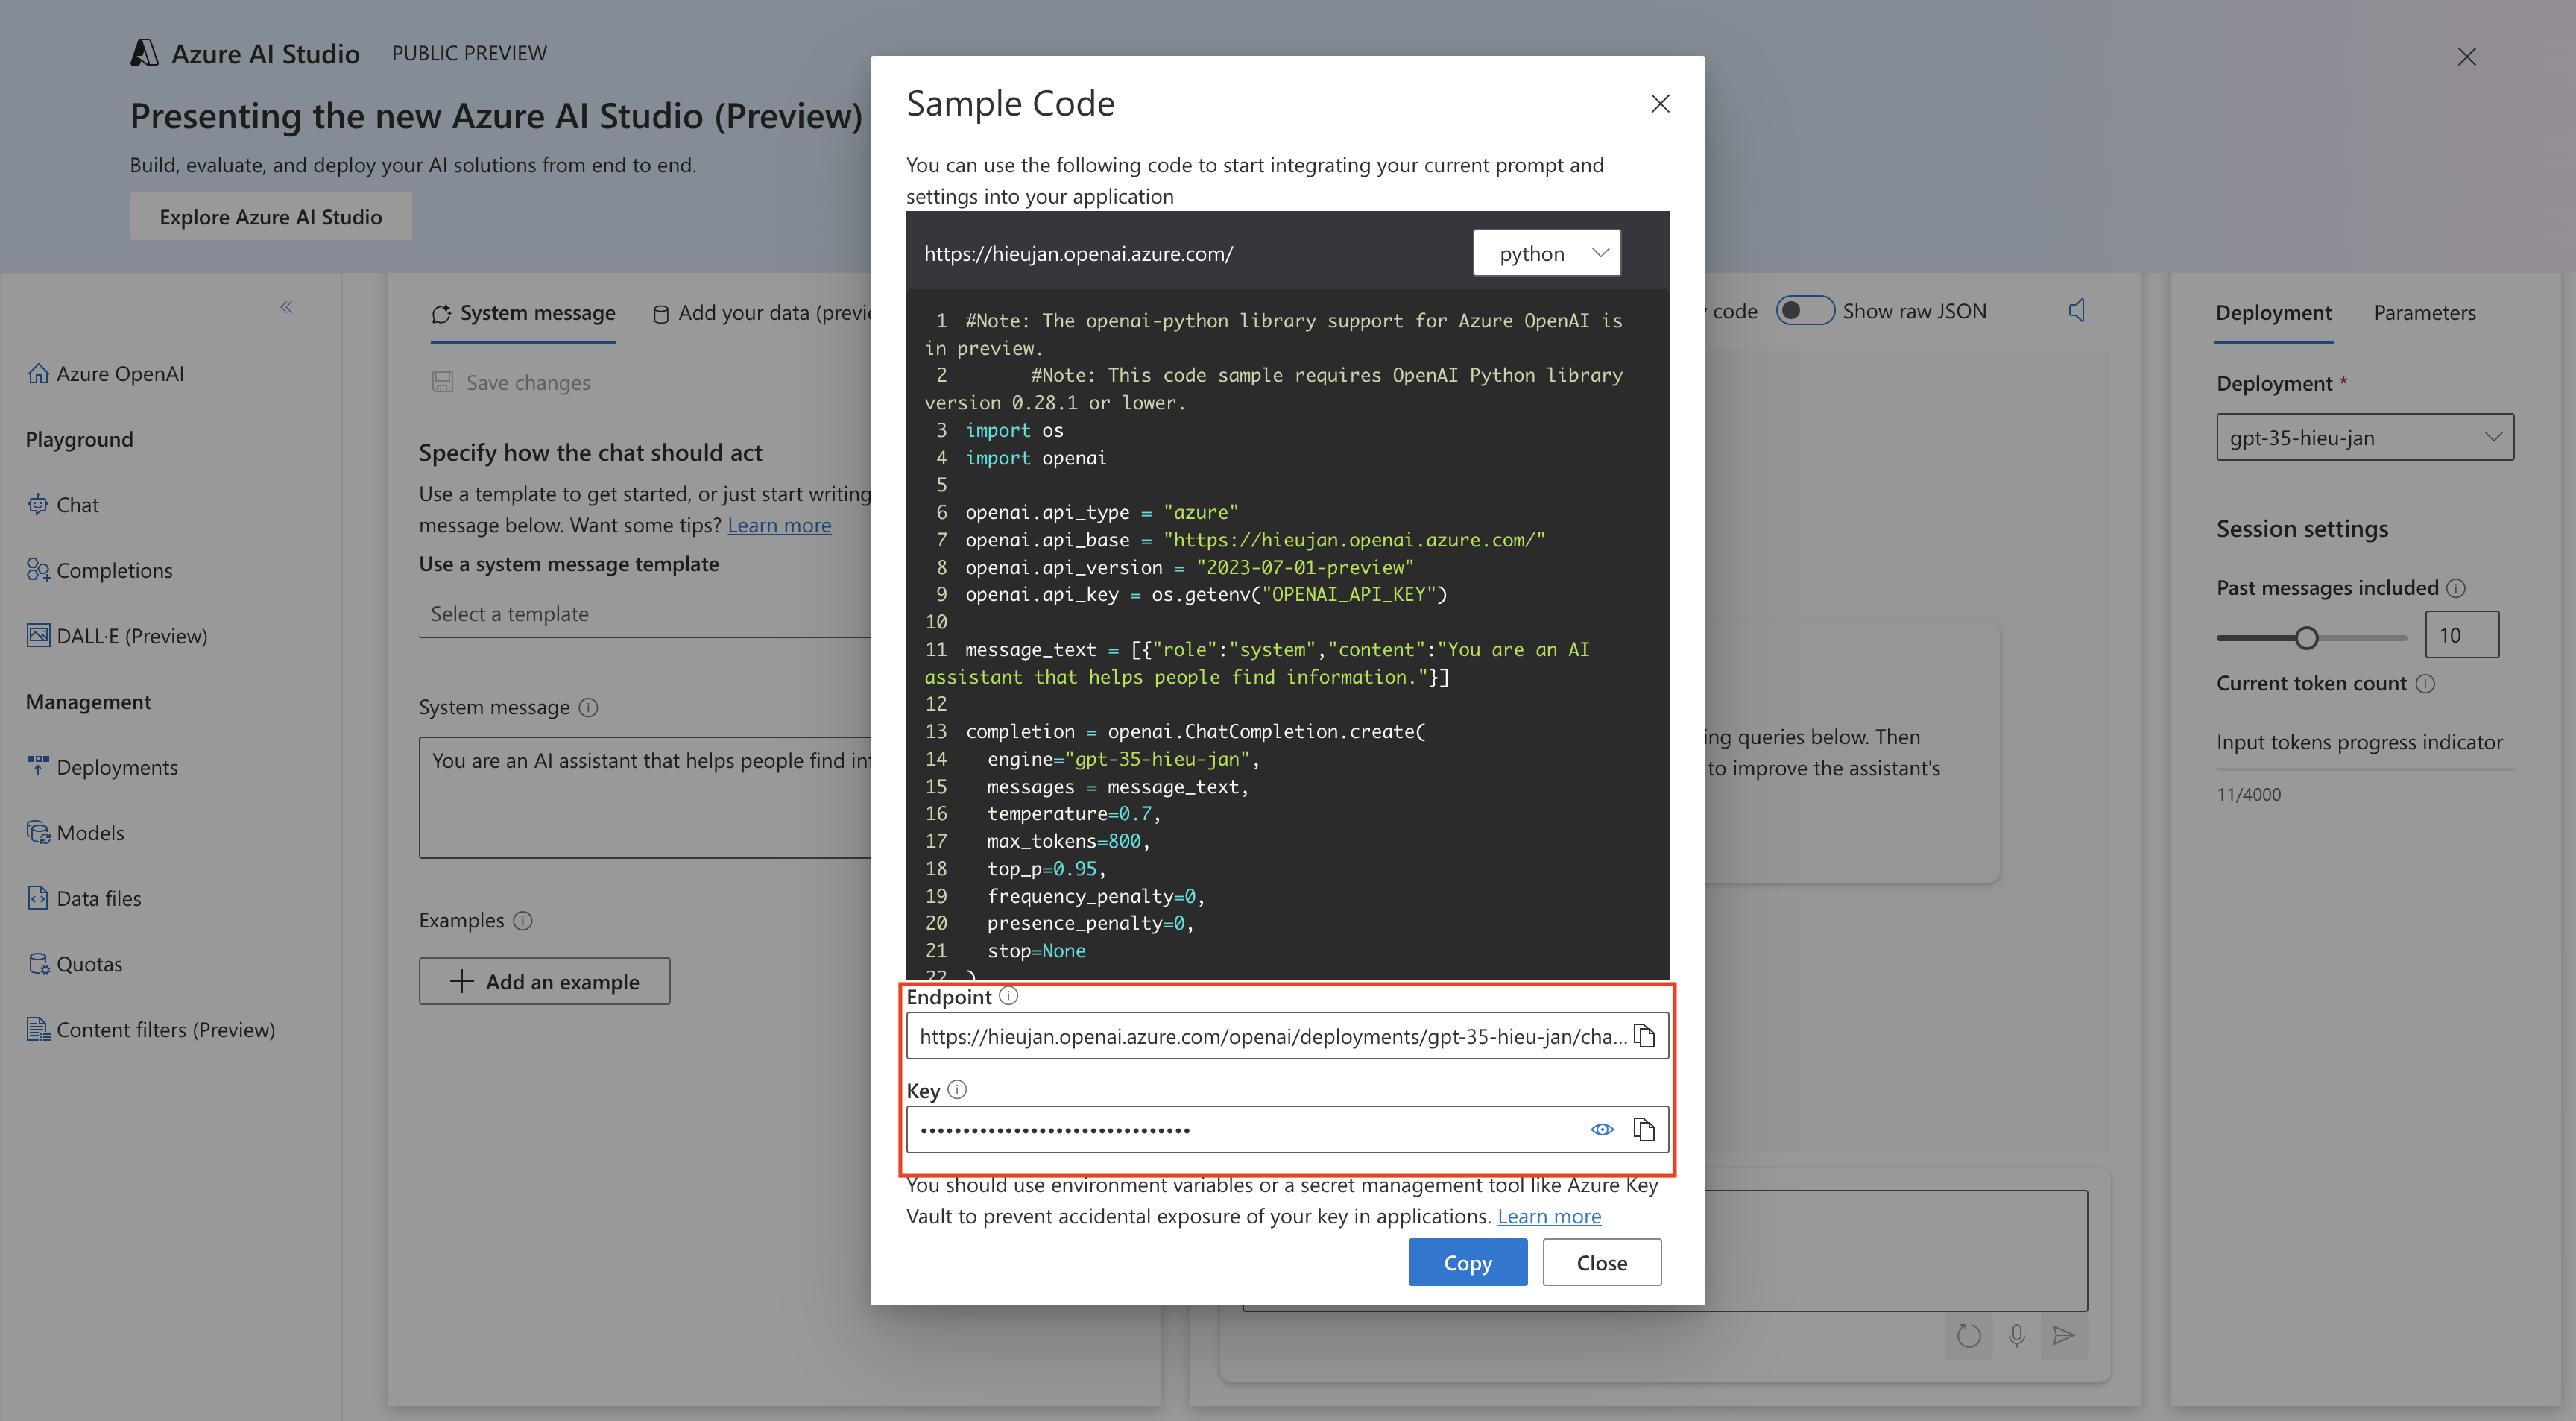 Azure AI Studio PUBLIC PREVIEW
Presenting the new Azure AI Studio (Preview)
Build, evaluate, and deploy your AI solutions from end to end.
Explore Azure AI Studio
Azure OpenAI
Playground
Chat
Completions
DALL·E (Preview)
Management
Deployments
Models
Data files
Quotas
Content filters (Preview)
System message
Add your data (previe
Save changes
Specify how the chat should act
Use a template to get started, or just start writing
message below. Want some tips? Learn more
Use a system message template
Select a template
System message
You are an AI assistant that helps people find in
Examples
Add an example
Sample Code
You can use the following code to start integrating your current prompt and
settings into your application
https://hieujan.openai.azure.com/
python
1 #Note: The openai-python library support for Azure OpenAI is
in preview.
2 #Note: This code sample requires OpenAI Python library
version 0.28.1 or lower.
3 import os
4 import openai
5
6 openai.api_type = "azure"
7 openai.api_base = "https://hieujan.openai.azure.com/"
8 openai.api_version = "2023-07-01-preview"
9 openai.api_key = os.getenv("OPENAI_API_KEY")
10
11 message_text = [{"role":"system","content":"You are an AI
assistant that helps people find information."}]
12
13 completion = openai.ChatCompletion.create(
14 engine="gpt-35-hieu-jan",
15 messages = message_text,
16 temperature=0.7,
17 max_tokens=800,
18 top_p=0.95,
19 frequency_penalty=0,
20 presence_penalty=0,
21 stop=None
22 )
Endpoint
https://hieujan.openai.azure.com/openai/deployments/gpt-35-hieu-jan/cha...
Key
••••••••••••••••••••••••••••••••
You should use environment variables or a secret management tool like Azure Key
Vault to prevent accidental exposure of your key in applications. Learn more
Copy
Close
code
Show raw JSON
ing queries below. Then
to improve the assistant's
Deployment
Parameters
Deployment *
gpt-35-hieu-jan
Session settings
Past messages included
10
Current token count
Input tokens progress indicator
11/4000